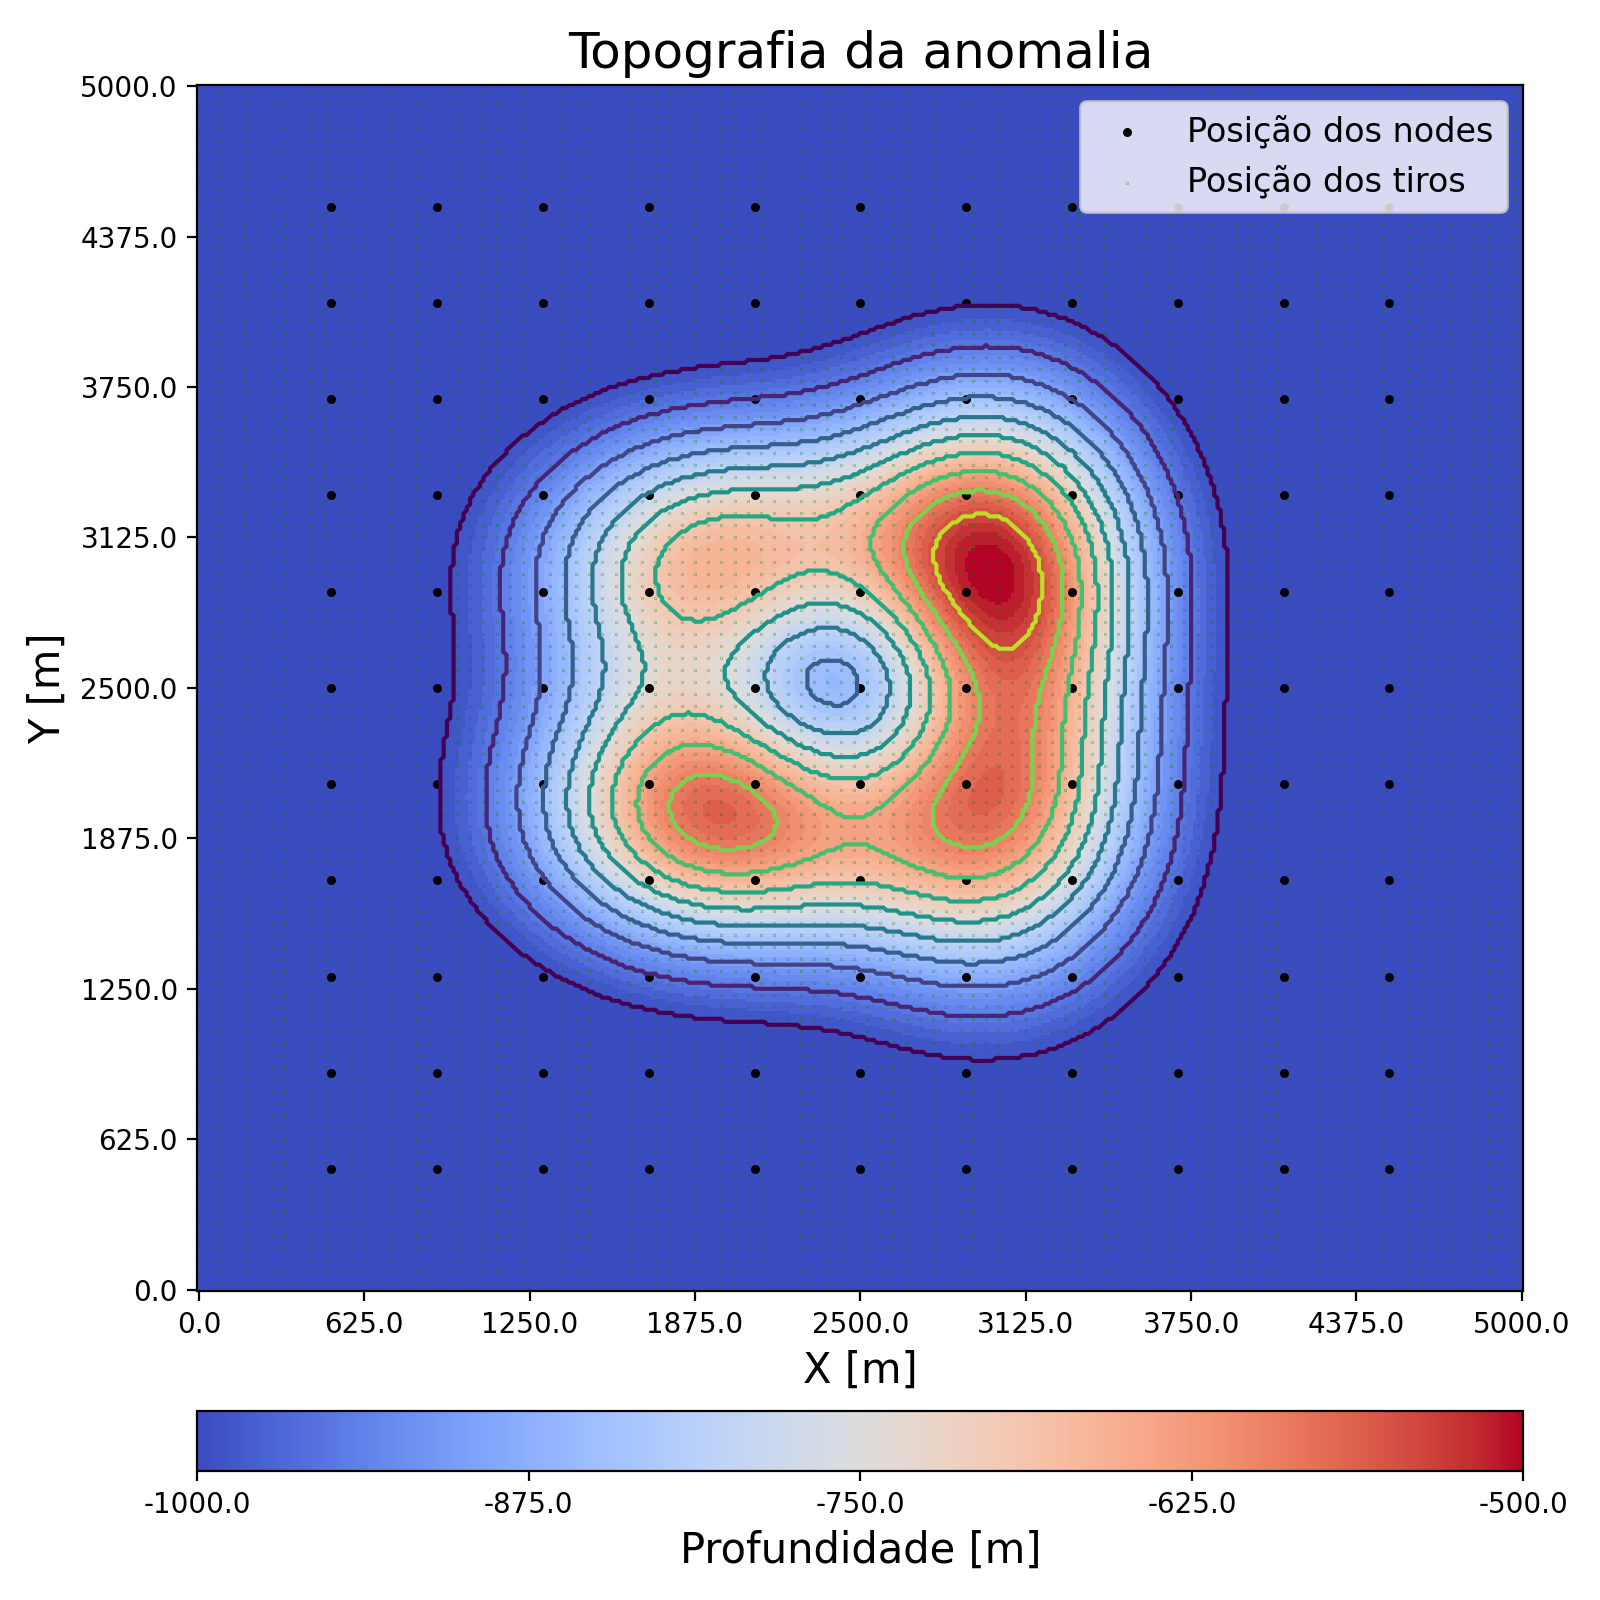 Topografia da anomalia
Posição dos nodes
Posição dos tiros
5000.0
4375.0
3750.0
3125.0
2500.0
1875.0
1250.0
625.0
0.0
Y [m]
0.0 625.0 1250.0 1875.0 2500.0 3125.0 3750.0 4375.0 5000.0
X [m]
-1000.0 -875.0 -750.0 -625.0 -500.0
Profundidade [m]